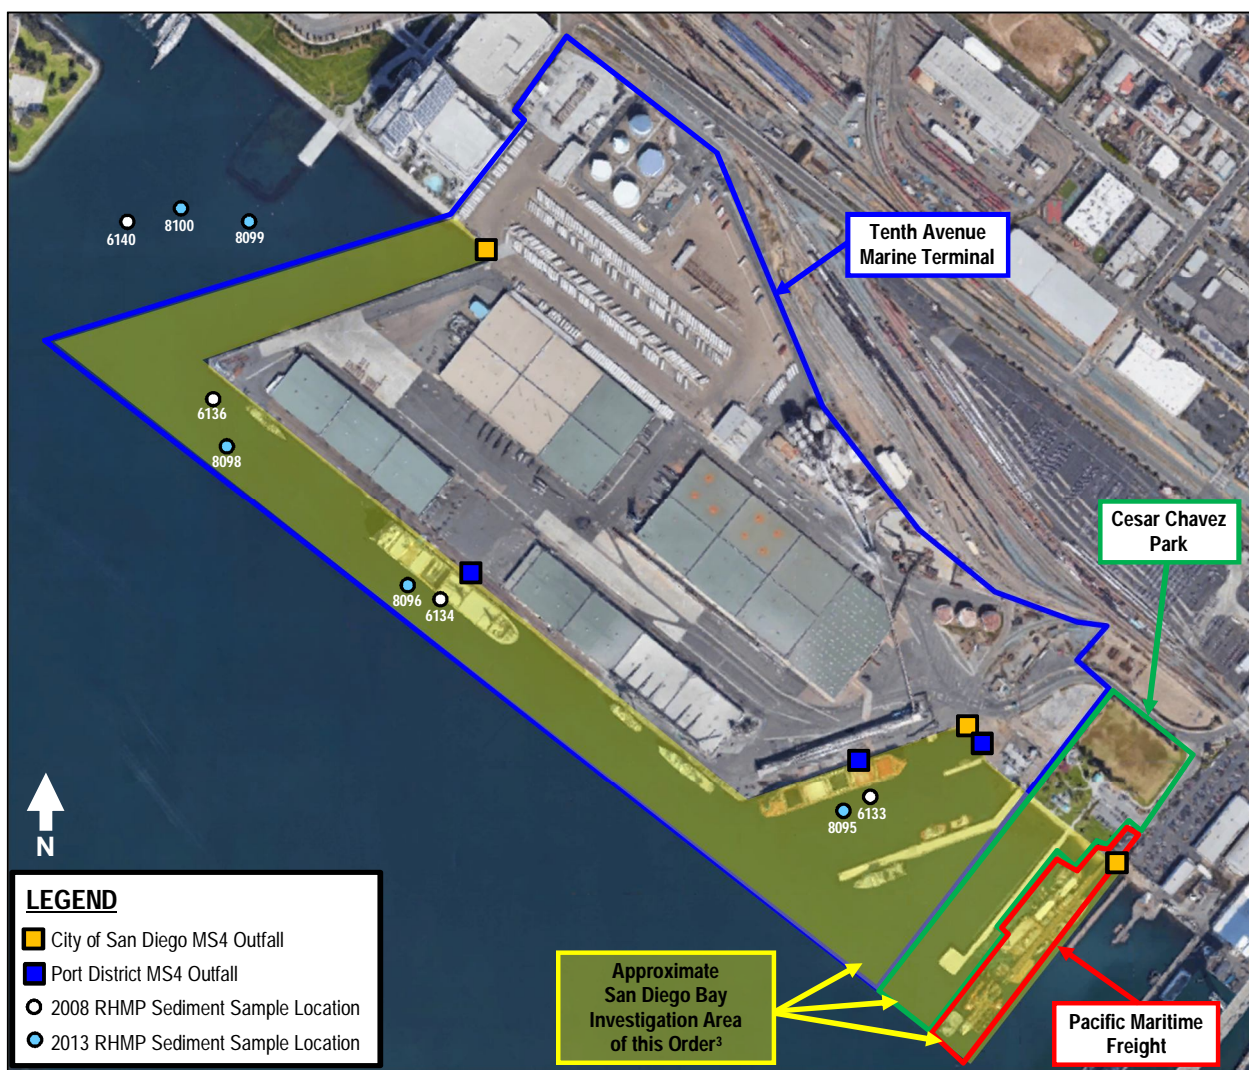 6140
8100
8099
Tenth Avenue
Marine Terminal
6136
8098
Cesar Chavez
Park
8096
6134
6133
8095
N
LEGEND
City of San Diego MS4 Outfall
Port District MS4 Outfall
2008 RHMP Sediment Sample Location
2013 RHMP Sediment Sample Location
Approximate
San Diego Bay
Investigation Area
of this Order³
Pacific Maritime
Freight